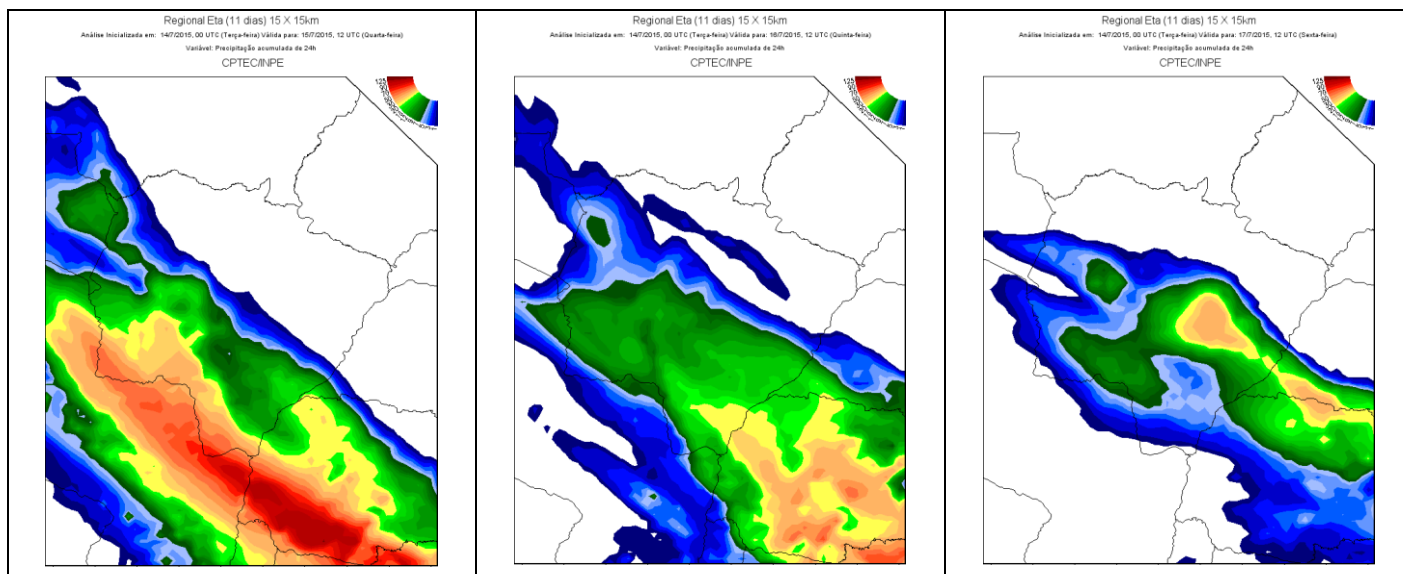 Regional Eta (11 dias) 15 X 15km
Análise Inicializada em: 14/7/2015, 00 UTC (Terça-feira) Válida para: 15/7/2015, 12 UTC (Quarta-feira)
Variável: Precipitação acumulada de 24h
CPTEC/INPE
Regional Eta (11 dias) 15 X 15km
Análise Inicializada em: 14/7/2015, 00 UTC (Terça-feira) Válida para: 16/7/2015, 12 UTC (Quinta-feira)
Variável: Precipitação acumulada de 24h
CPTEC/INPE
Regional Eta (11 dias) 15 X 15km
Análise Inicializada em: 14/7/2015, 00 UTC (Terça-feira) Válida para: 17/7/2015, 12 UTC (Sexta-feira)
Variável: Precipitação acumulada de 24h
CPTEC/INPE